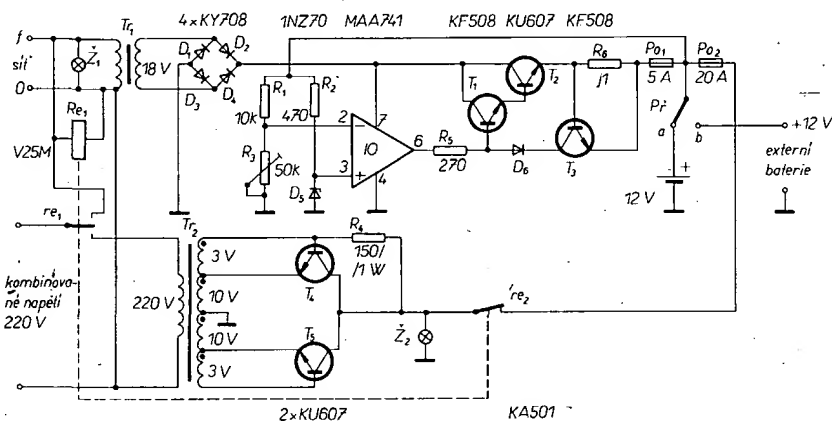 4×KY708 1NZ70 MAA741 KF508 KU607 KF508
Tr₁
f
síť
0
Ž₁
18 V
D₁
D₂
D₃
D₄
Re₁
V25M
re₁
R₁
10k
R₂
470
R₃
50k
D₅
2
−
3
+
IO
7
4
6
R₅
270
T₁
T₂
D₆
T₃
R₆
j1
Po₁
5 A
Po₂
20 A
Př
a
b
+
12 V
+12 V
externí
baterie
kombinova-
né napětí
220 V
Tr₂
220 V
3 V
10 V
10 V
3 V
R₄
150/
/1 W
T₄
T₅
Ž₂
re₂
2×KU607
KA501